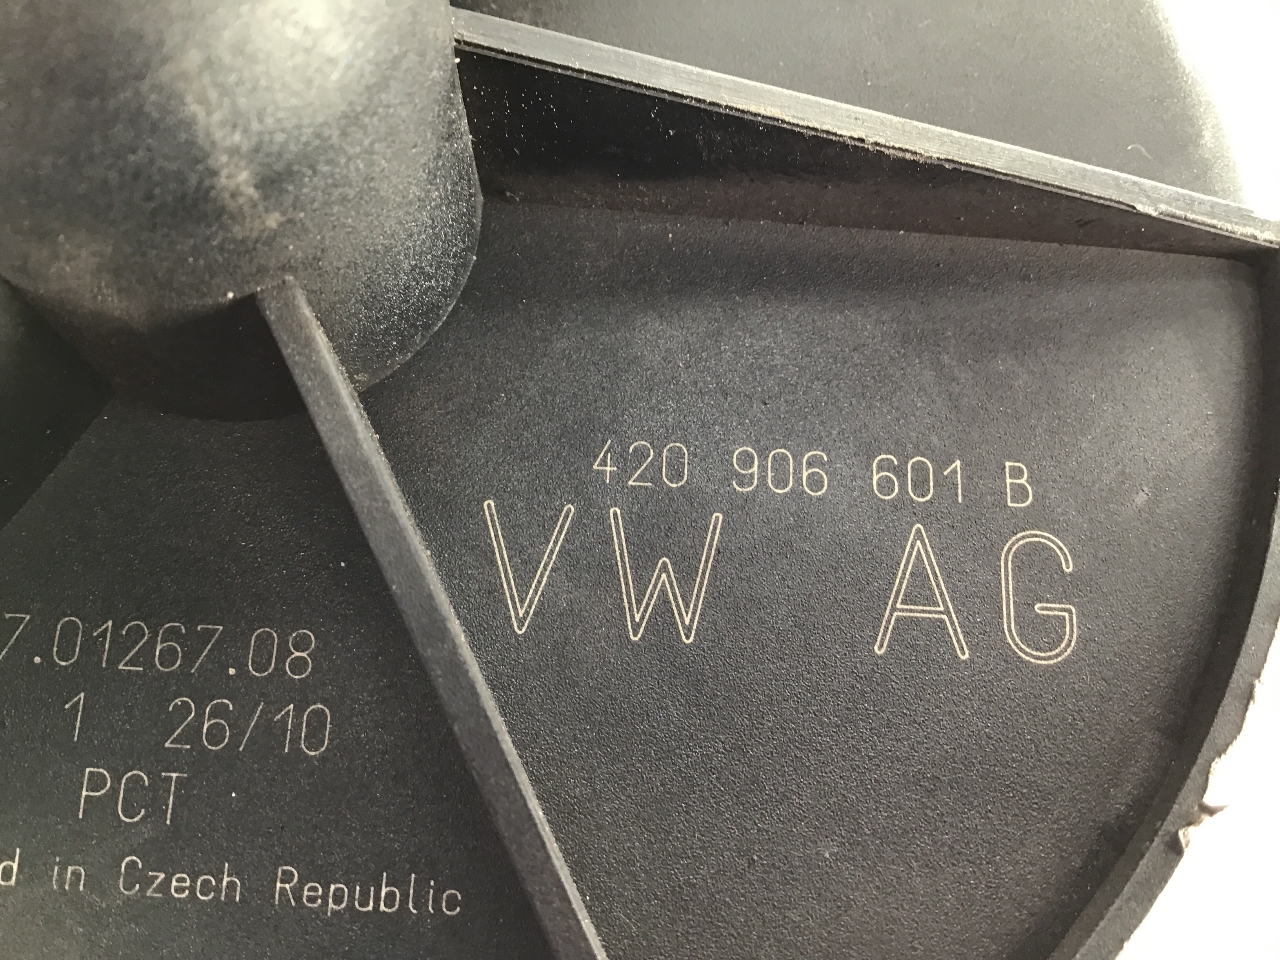 420 906 601 B
VW AG
7.01267.08
1 26/10
PCT
in Czech Republic